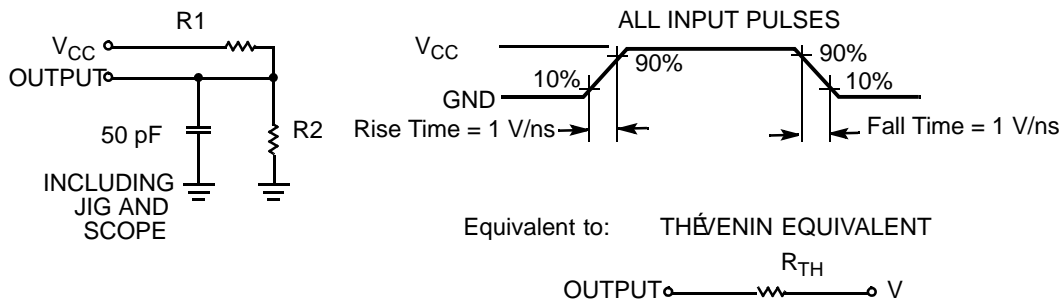 R1
VCC
OUTPUT
50 pF
R2
INCLUDING
JIG AND
SCOPE
ALL INPUT PULSES
VCC
GND
10%
90%
90%
10%
Rise Time = 1 V/ns
Fall Time = 1 V/ns
Equivalent to:
THÉVENIN EQUIVALENT
RTH
OUTPUT
V